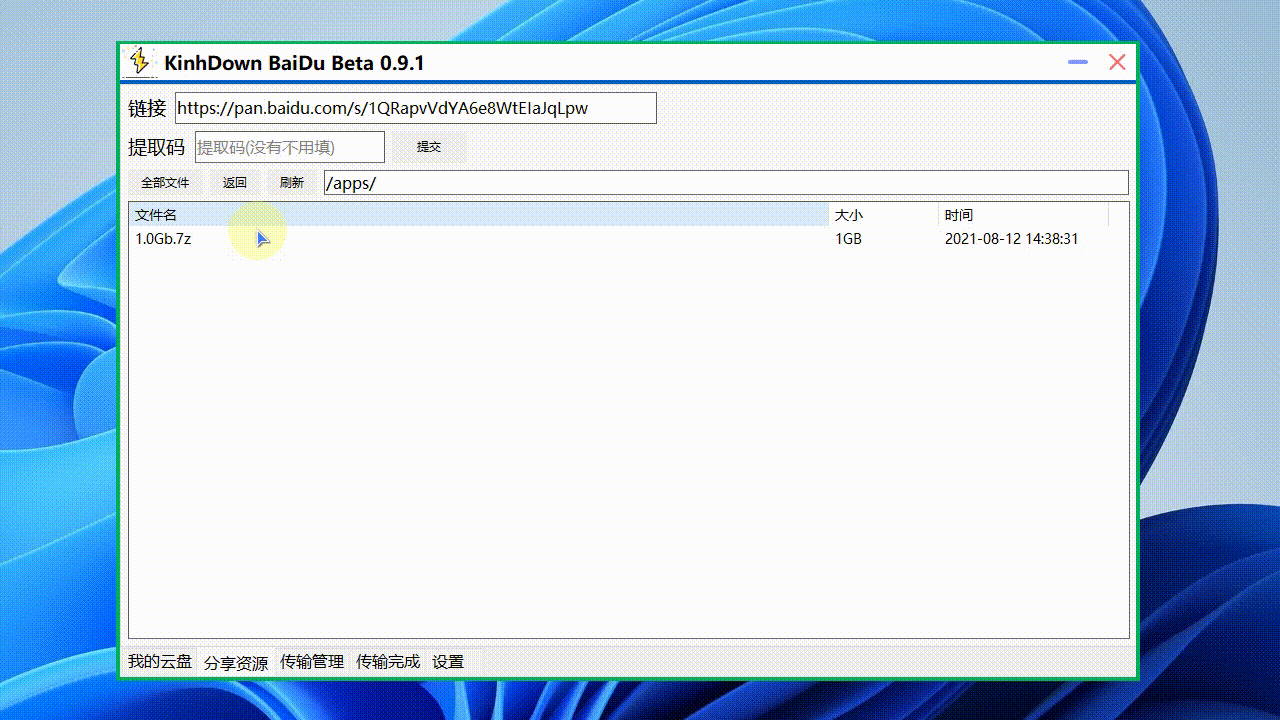 KinhDown BaiDu Beta 0.9.1
链接 https://pan.baidu.com/s/1QRapvVdYA6e8WtEIaJqLpw
提取码 提取码(没有不用填) 提交
全部文件 返回 刷新 /apps/
文件名 大小 时间
1.0Gb.7z 1GB 2021-08-12 14:38:31
我的云盘 分享资源 传输管理 传输完成 设置